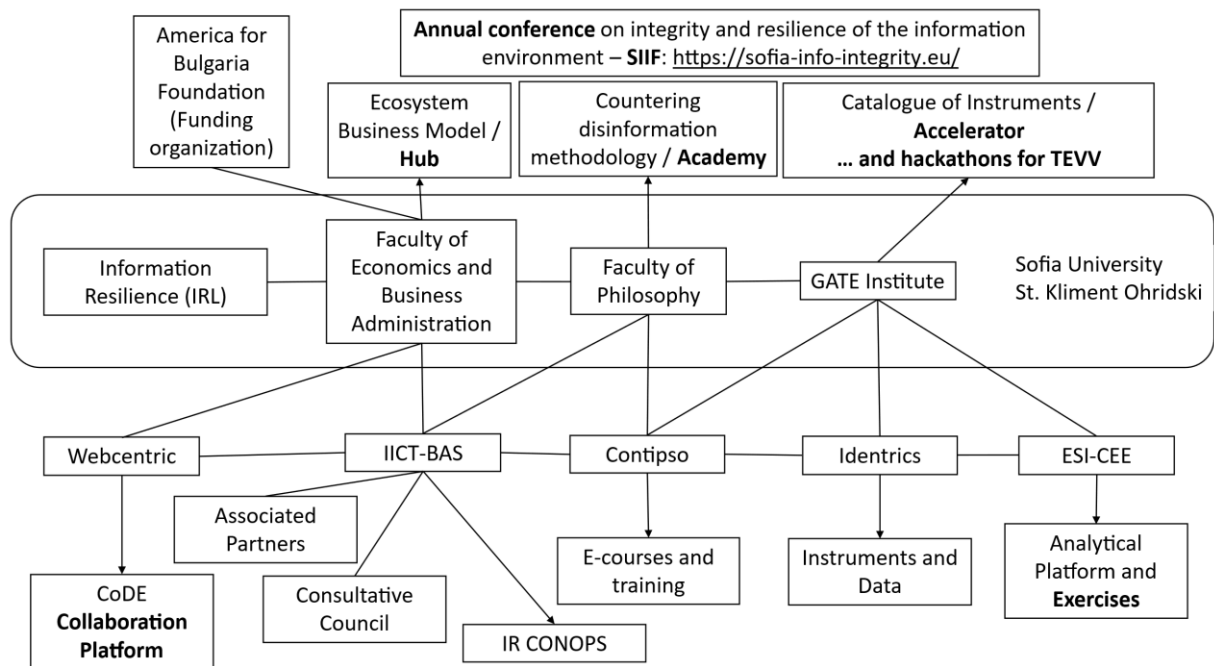 America for
Bulgaria
Foundation
(Funding
organization)
Annual conference on integrity and resilience of the information
environment – SIIF: https://sofia-info-integrity.eu/
Ecosystem
Business Model /
Hub
Countering
disinformation
methodology / Academy
Catalogue of Instruments /
Accelerator
... and hackathons for TEVV
Information
Resilience (IRL)
Faculty of
Economics and
Business
Administration
Faculty of
Philosophy
GATE Institute
Sofia University
St. Kliment Ohridski
Webcentric
IICT-BAS
Contipso
Identrics
ESI-CEE
Associated
Partners
Consultative
Council
IR CONOPS
CoDE
Collaboration
Platform
E-courses and
training
Instruments and
Data
Analytical
Platform and
Exercises